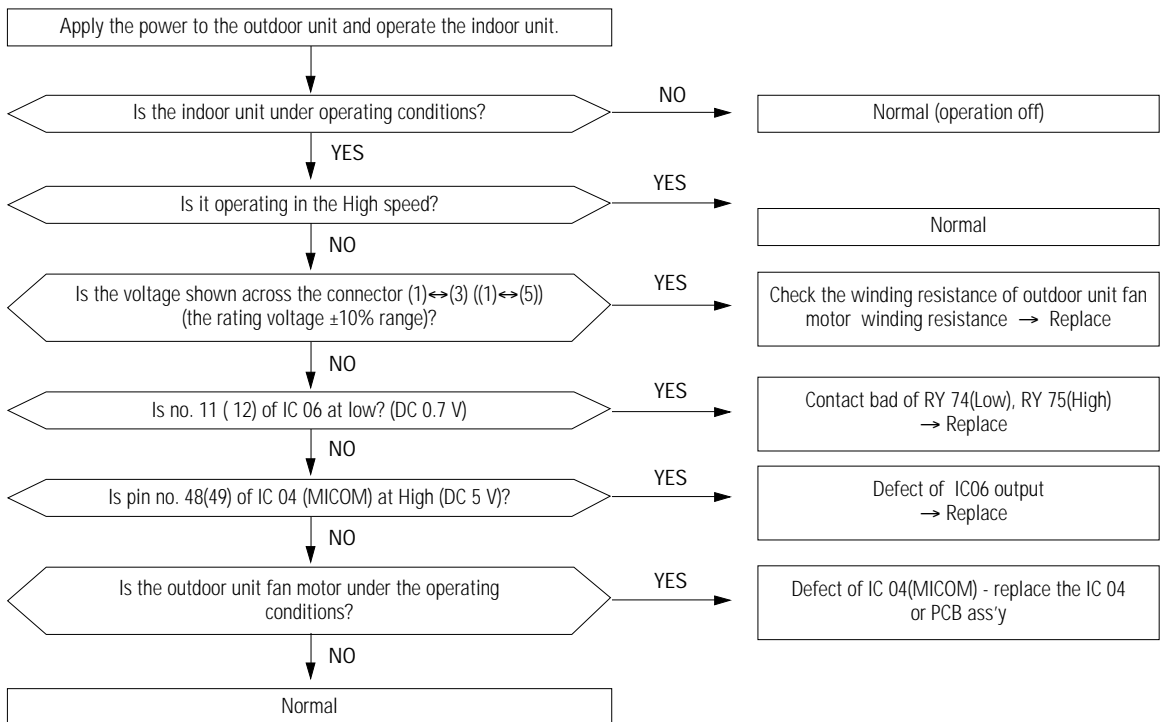 Apply the power to the outdoor unit and operate the indoor unit.
Is the indoor unit under operating conditions?
NO
Normal (operation off)
YES
Is it operating in the High speed?
YES
Normal
NO
Is the voltage shown across the connector (1)↔(3) ((1)↔(5))
(the rating voltage ±10% range)?
YES
Check the winding resistance of outdoor unit fan
motor winding resistance → Replace
NO
Is no. 11 ( 12) of IC 06 at low? (DC 0.7 V)
YES
Contact bad of RY 74(Low), RY 75(High)
→ Replace
NO
Is pin no. 48(49) of IC 04 (MICOM) at High (DC 5 V)?
YES
Defect of IC06 output
→ Replace
NO
Is the outdoor unit fan motor under the operating
conditions?
YES
Defect of IC 04(MICOM) - replace the IC 04
or PCB ass'y
NO
Normal